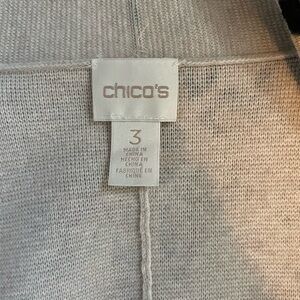 chico's
3
MADE IN
CHINA
HECHO EN
CHINA
FABRIQUÉ EN
CHINE